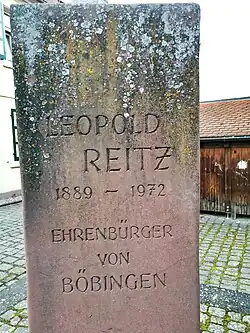 LEOPOLD
REITZ
1889 - 1972
EHRENBÜRGER
VON
BÖBINGEN